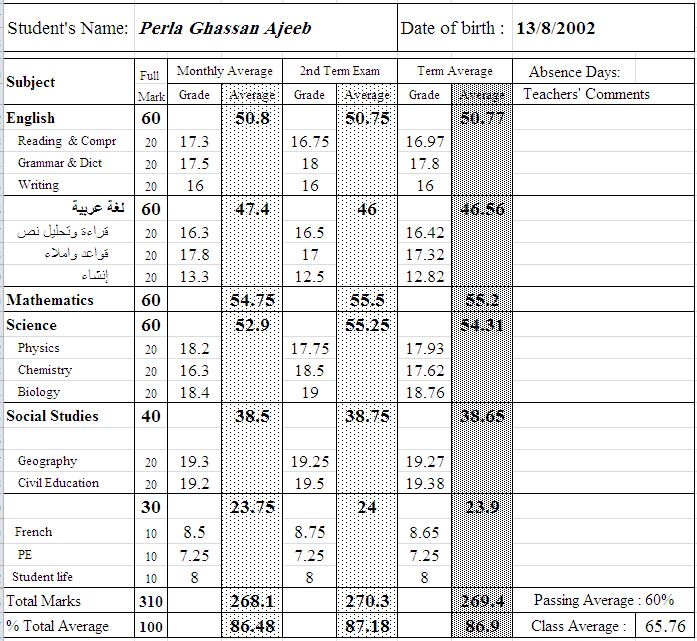 Student's Name: Perla Ghassan Ajeeb Date of birth : 13/8/2002
Subject Full Mark Monthly Average 2nd Term Exam Term Average Absence Days:
Grade Average Grade Average Grade Average Teachers' Comments
English 60 50.8 50.75 50.77
Reading & Compr 20 17.3 16.75 16.97
Grammar & Dict 20 17.5 18 17.8
Writing 20 16 16 16
لغة عربية 60 47.4 46 46.56
قراءة وتحليل نص 20 16.3 16.5 16.42
قواعد واملاء 20 17.8 17 17.32
إنشاء 20 13.3 12.5 12.82
Mathematics 60 54.75 55.5 55.2
Science 60 52.9 55.25 54.31
Physics 20 18.2 17.75 17.93
Chemistry 20 16.3 18.5 17.62
Biology 20 18.4 19 18.76
Social Studies 40 38.5 38.75 38.65
Geography 20 19.3 19.25 19.27
Civil Education 20 19.2 19.5 19.38
30 23.75 24 23.9
French 10 8.5 8.75 8.65
PE 10 7.25 7.25 7.25
Student life 10 8 8 8
Total Marks 310 268.1 270.3 269.4 Passing Average : 60%
% Total Average 100 86.48 87.18 86.9 Class Average : 65.76